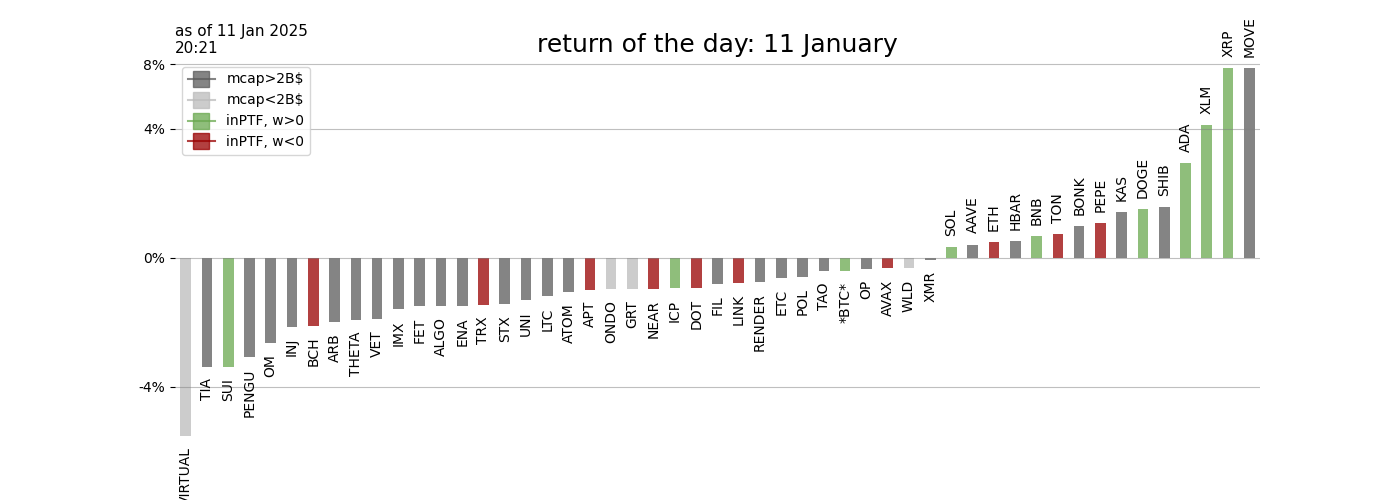 as of 11 Jan 2025
20:21
return of the day: 11 January
8%
4%
0%
-4%
mcap>2B$
mcap<2B$
inPTF, w>0
inPTF, w<0
VIRTUAL
TIA
SUI
PENGU
OM
INJ
BCH
ARB
THETA
VET
IMX
FET
ALGO
ENA
TRX
STX
UNI
LTC
ATOM
APT
ONDO
GRT
NEAR
ICP
DOT
FIL
LINK
RENDER
ETC
POL
TAO
*BTC*
OP
AVAX
WLD
XMR
SOL
AAVE
ETH
HBAR
BNB
TON
BONK
PEPE
KAS
DOGE
SHIB
ADA
XLM
XRP
MOVE